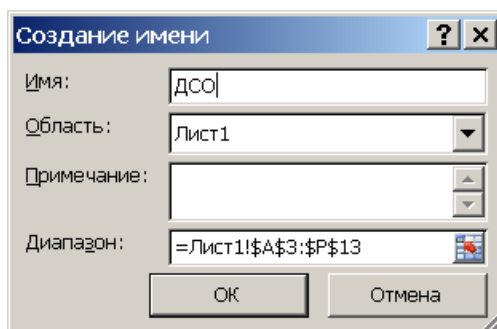 Создание имени
Имя: ДСО
Область: Лист1
Примечание:
Диапазон: =Лист1!$A$3:$P$13
ОК Отмена